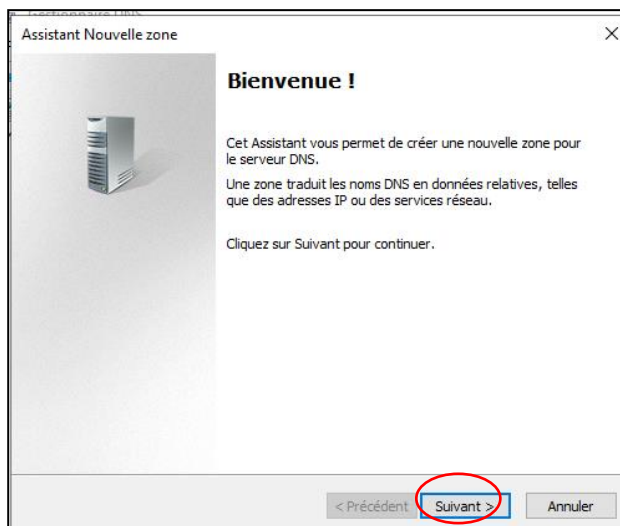 Gestionnaire DNS
Assistant Nouvelle zone
Bienvenue !
Cet Assistant vous permet de créer une nouvelle zone pour
le serveur DNS.
Une zone traduit les noms DNS en données relatives, telles
que des adresses IP ou des services réseau.
Cliquez sur Suivant pour continuer.
< Précédent Suivant > Annuler